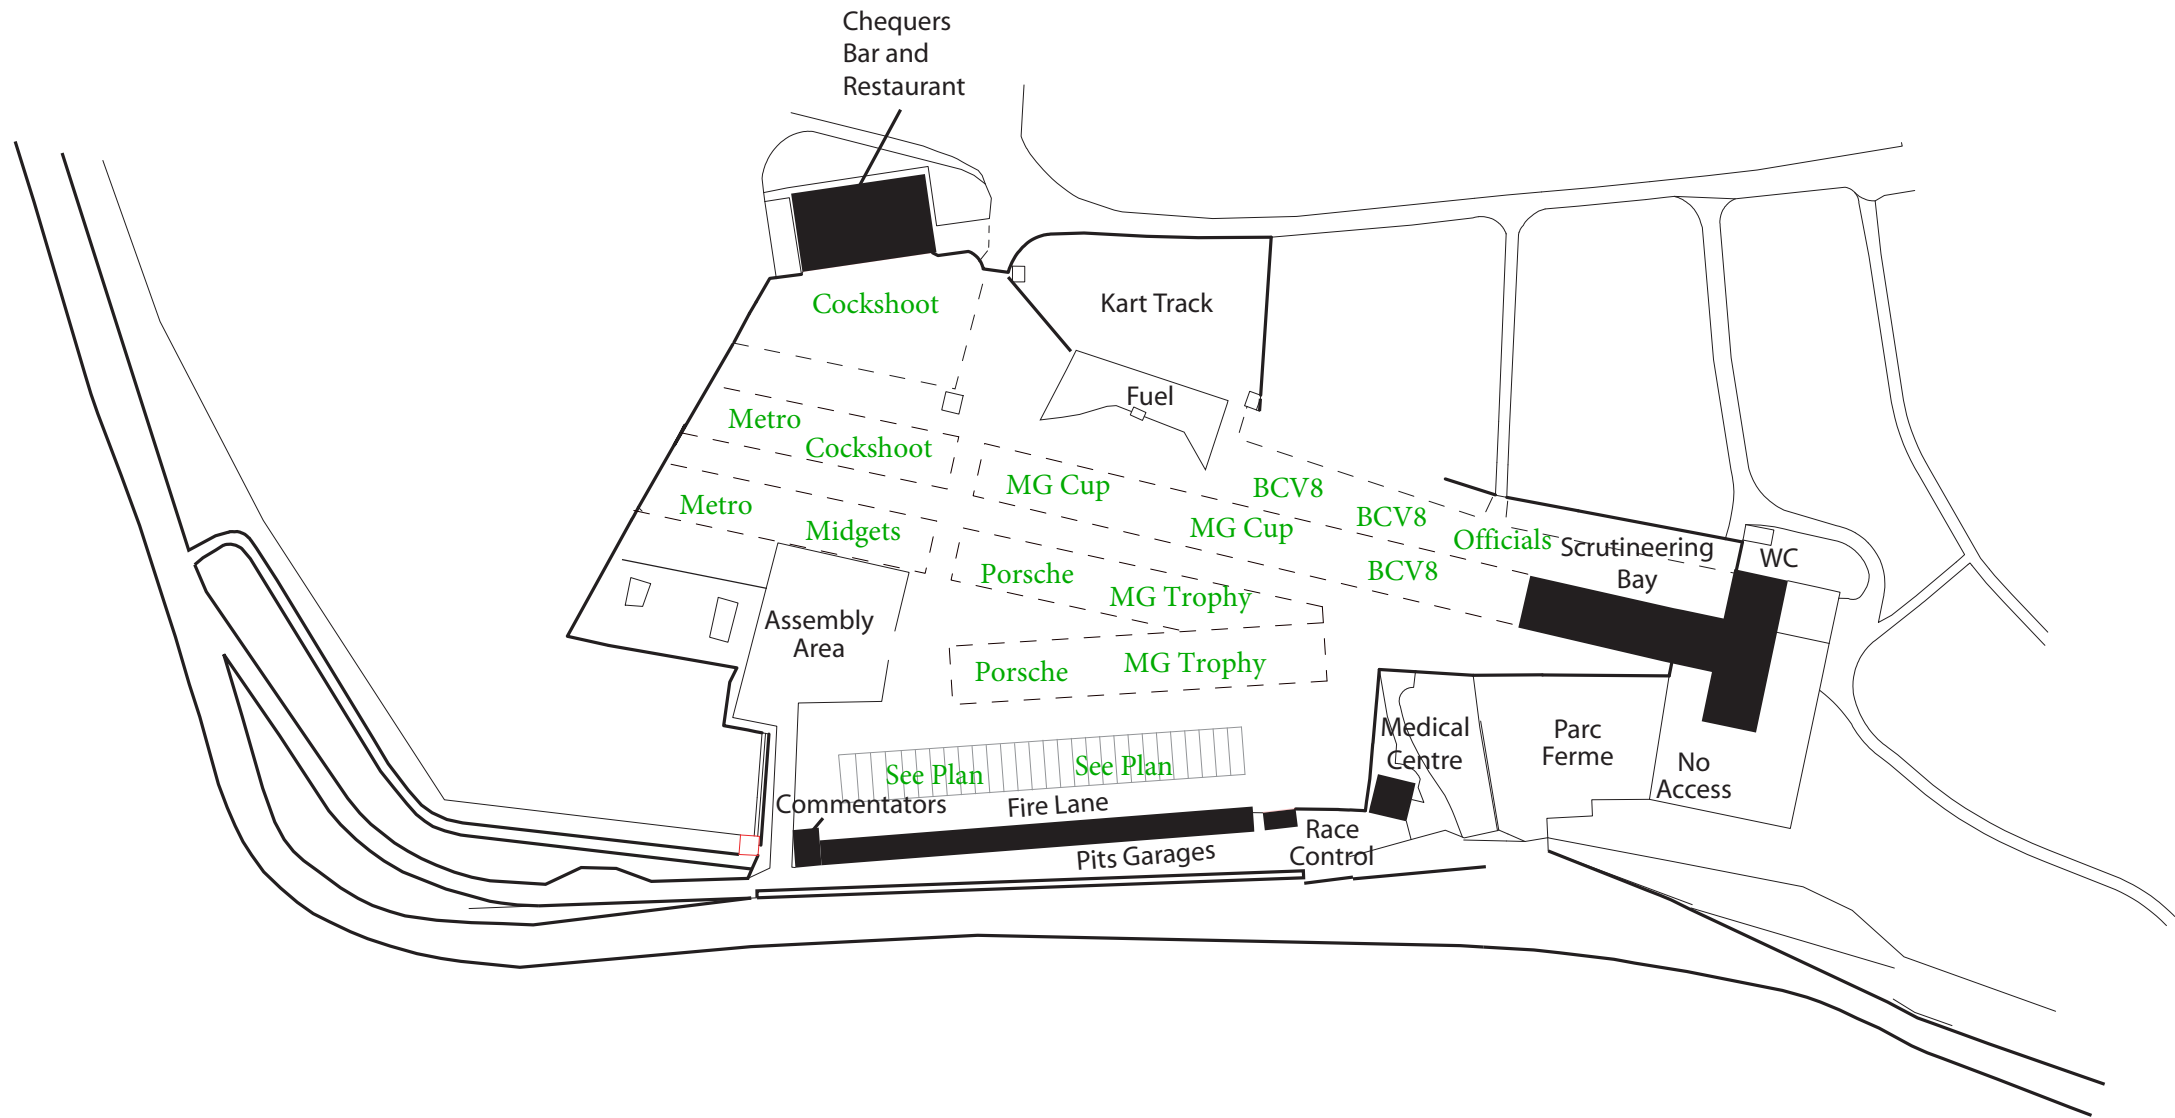 Chequers
Bar and
Restaurant
Cockshoot
Kart Track
Fuel
Metro
Cockshoot
MG Cup
BCV8
Metro
Midgets
MG Cup
BCV8
Officials
Scrutineering
Bay
WC
Porsche
MG Trophy
BCV8
Assembly
Area
Porsche
MG Trophy
Medical
Centre
Parc
Ferme
No
Access
See Plan
See Plan
Commentators
Fire Lane
Pits Garages
Race
Control